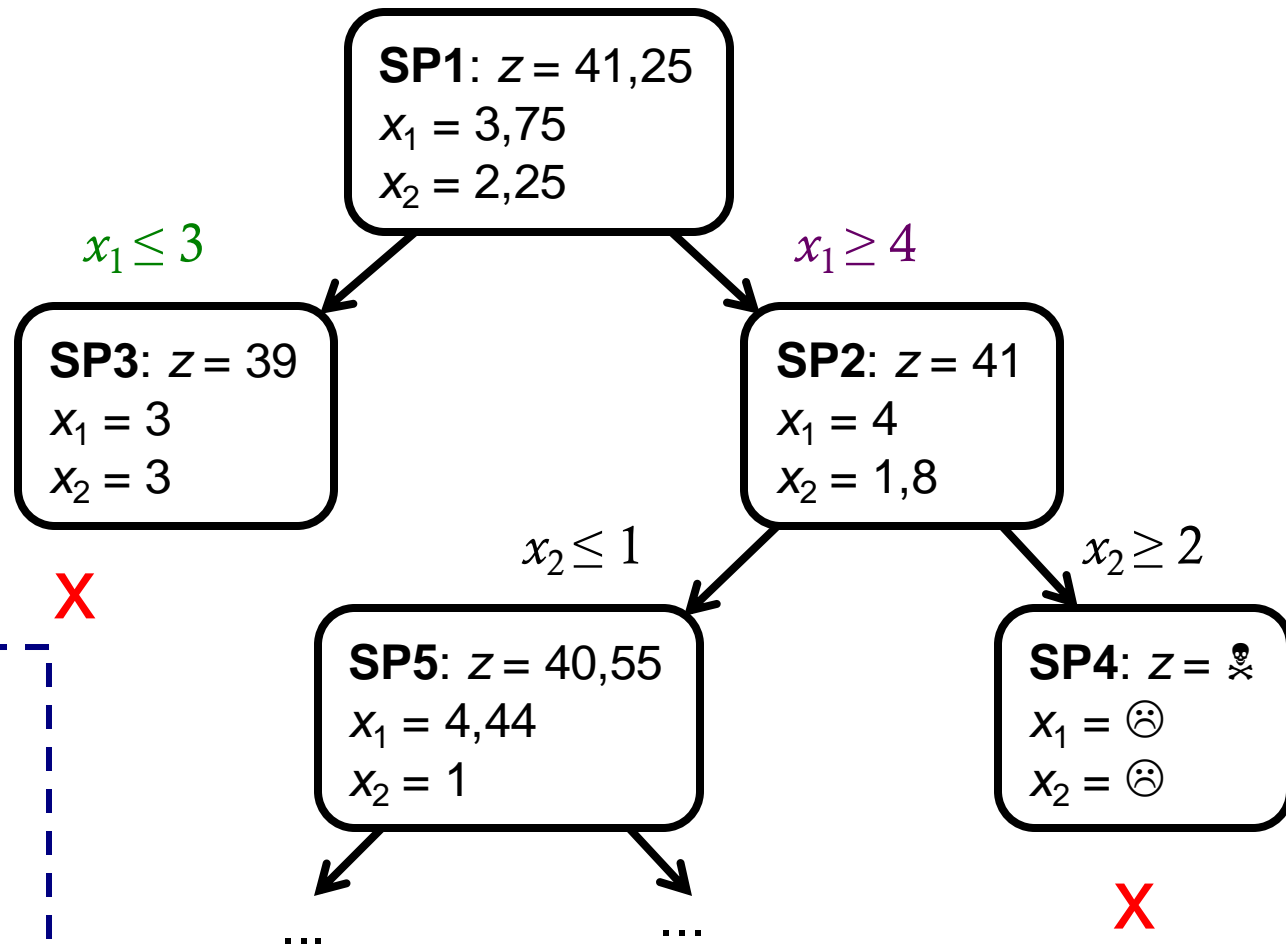 SP1: z = 41,25
x₁ = 3,75
x₂ = 2,25
x₁ ≤ 3
x₁ ≥ 4
SP3: z = 39
x₁ = 3
x₂ = 3
SP2: z = 41
x₁ = 4
x₂ = 1,8
X
x₂ ≤ 1
x₂ ≥ 2
SP5: z = 40,55
x₁ = 4,44
x₂ = 1
SP4: z = ☠
x₁ = ☹
x₂ = ☹
...
...
X